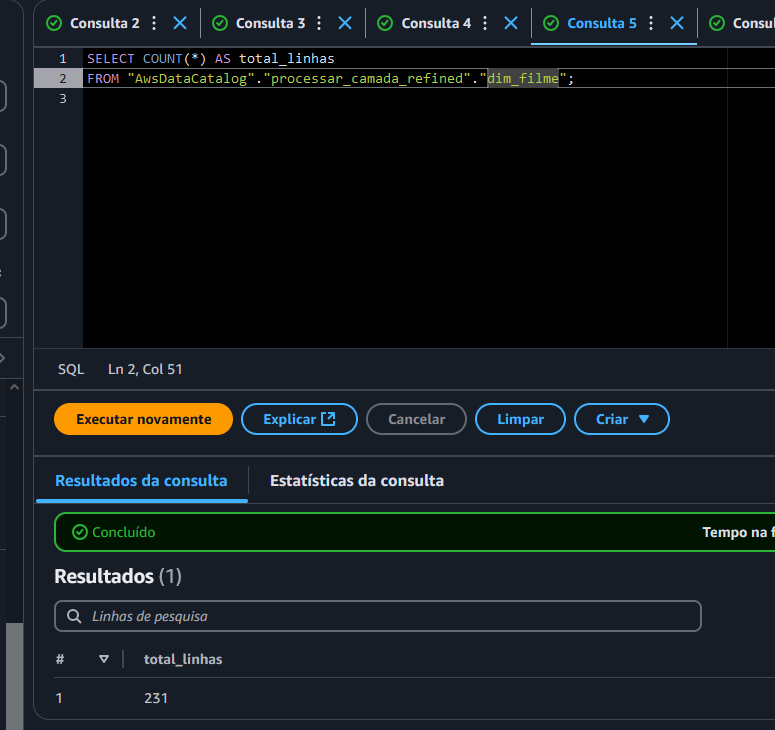 Consulta 2
Consulta 3
Consulta 4
Consulta 5
1 SELECT COUNT(*) AS total_linhas
2 FROM "AwsDataCatalog"."processar_camada_refined"."dim_filme";
3
SQL Ln 2, Col 51
Executar novamente
Explicar
Cancelar
Limpar
Criar
Resultados da consulta
Estatísticas da consulta
Concluído
Tempo na
Resultados (1)
Linhas de pesquisa
# total_linhas
1 231